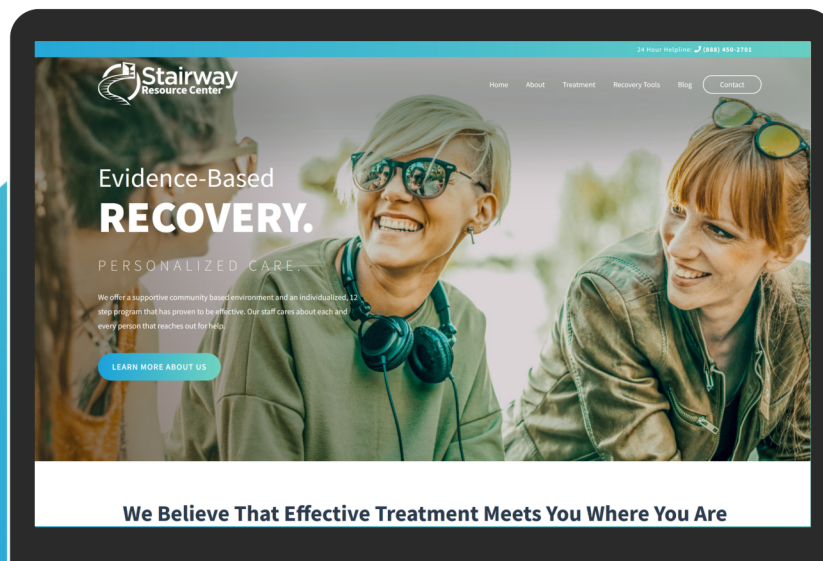 24 Hour Helpline: (888) 450-2701
Stairway
Resource Center
Home About Treatment Recovery Tools Blog Contact
Evidence-Based
RECOVERY.
PERSONALIZED CARE.
We offer a supportive community based environment and an individualized, 12
step program that has proven to be effective. Our staff cares about each and
every person that reaches out for help.
LEARN MORE ABOUT US
We Believe That Effective Treatment Meets You Where You Are